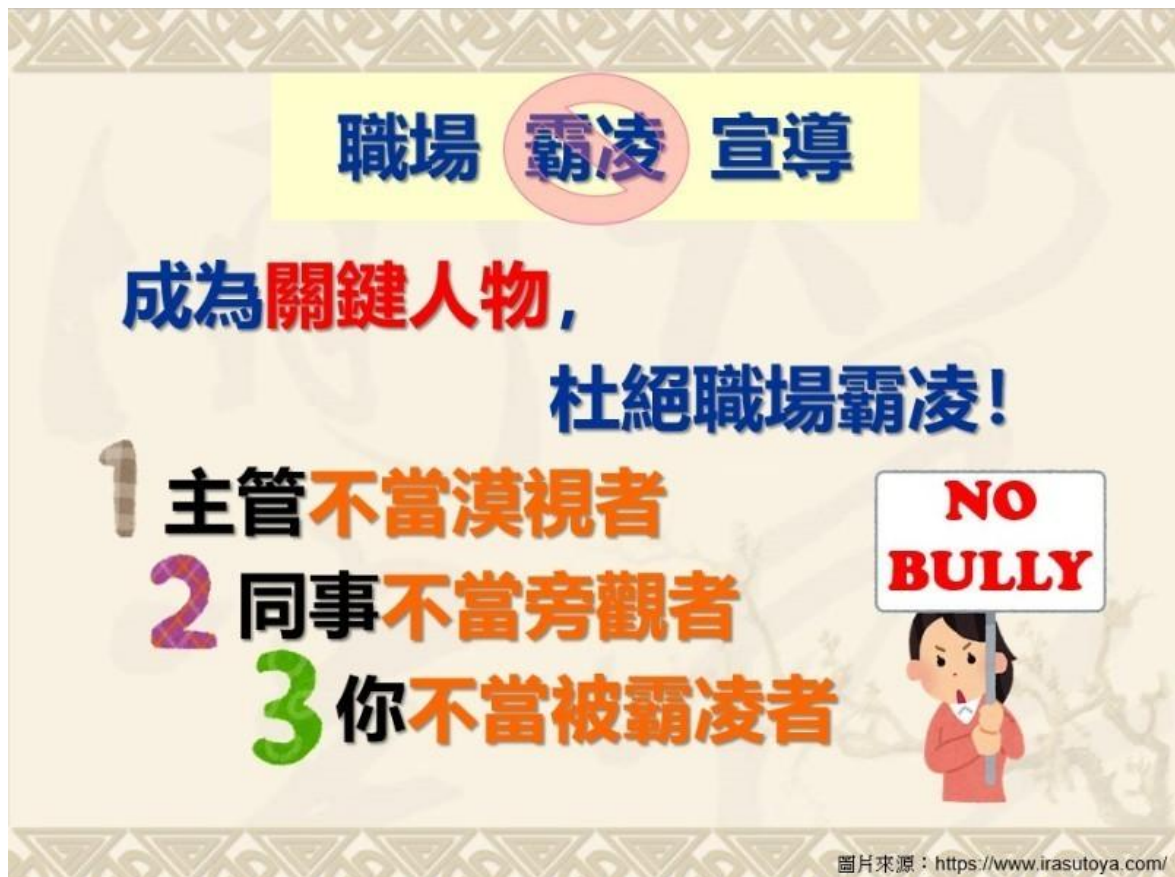 職場 霸凌 宣導
成為關鍵人物，
杜絕職場霸凌！
1 主管不當漠視者
2 同事不當旁觀者
3 你不當被霸凌者
NO
BULLY
圖片來源：https://www.irasutoya.com/